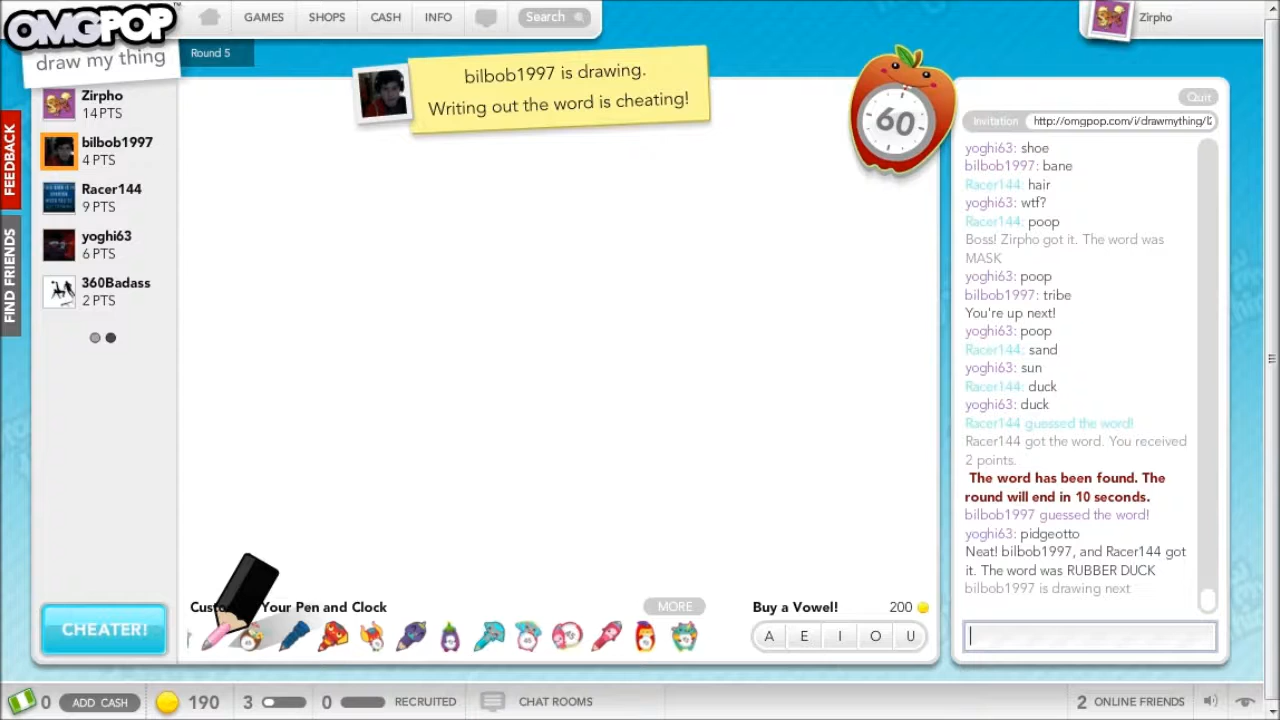 OMGPOP™
draw my thing
GAMES
SHOPS
CASH
INFO
Search
Zirpho
Round 5
FEEDBACK
FIND FRIENDS
Zirpho
14 PTS
bilbob1997
4 PTS
Racer144
9 PTS
yoghi63
6 PTS
360Badass
2 PTS
CHEATER!
bilbob1997 is drawing.
Writing out the word is cheating!
60
Your Pen and Clock
MORE
Buy a Vowel!
200
A E I O U
Quit
Invitation http://omgpop.com/i/drawmything/
yoghi63: shoe
bilbob1997: bane
Racer144: hair
yoghi63: wtf?
Racer144: poop
Boss! Zirpho got it. The word was
MASK
yoghi63: poop
bilbob1997: tribe
You're up next!
yoghi63: poop
Racer144: sand
yoghi63: sun
Racer144: duck
yoghi63: duck
Racer144 guessed the word!
Racer144 got the word. You received
2 points.
The word has been found. The
round will end in 10 seconds.
bilbob1997 guessed the word!
yoghi63: pidgeotto
Neat! bilbob1997, and Racer144 got
it. The word was RUBBER DUCK
bilbob1997 is drawing next
0
ADD CASH
190
3
0
RECRUITED
CHAT ROOMS
2 ONLINE FRIENDS